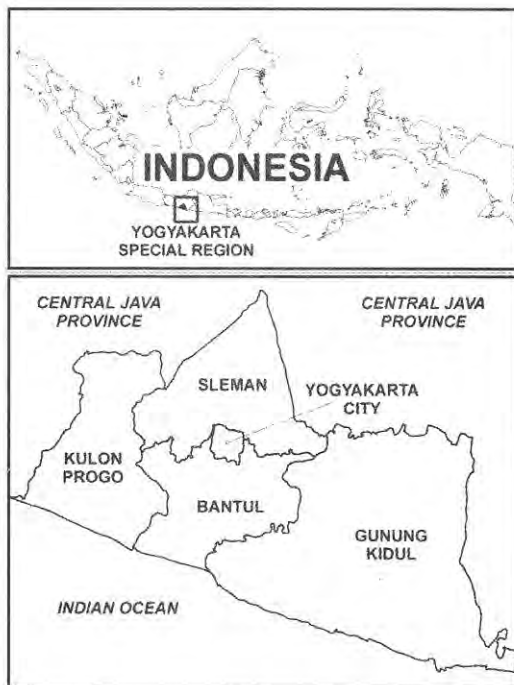 INDONESIA
YOGYAKARTA
SPECIAL REGION
CENTRAL JAVA
PROVINCE
CENTRAL JAVA
PROVINCE
SLEMAN
YOGYAKARTA
CITY
KULON
PROGO
BANTUL
GUNUNG
KIDUL
INDIAN OCEAN